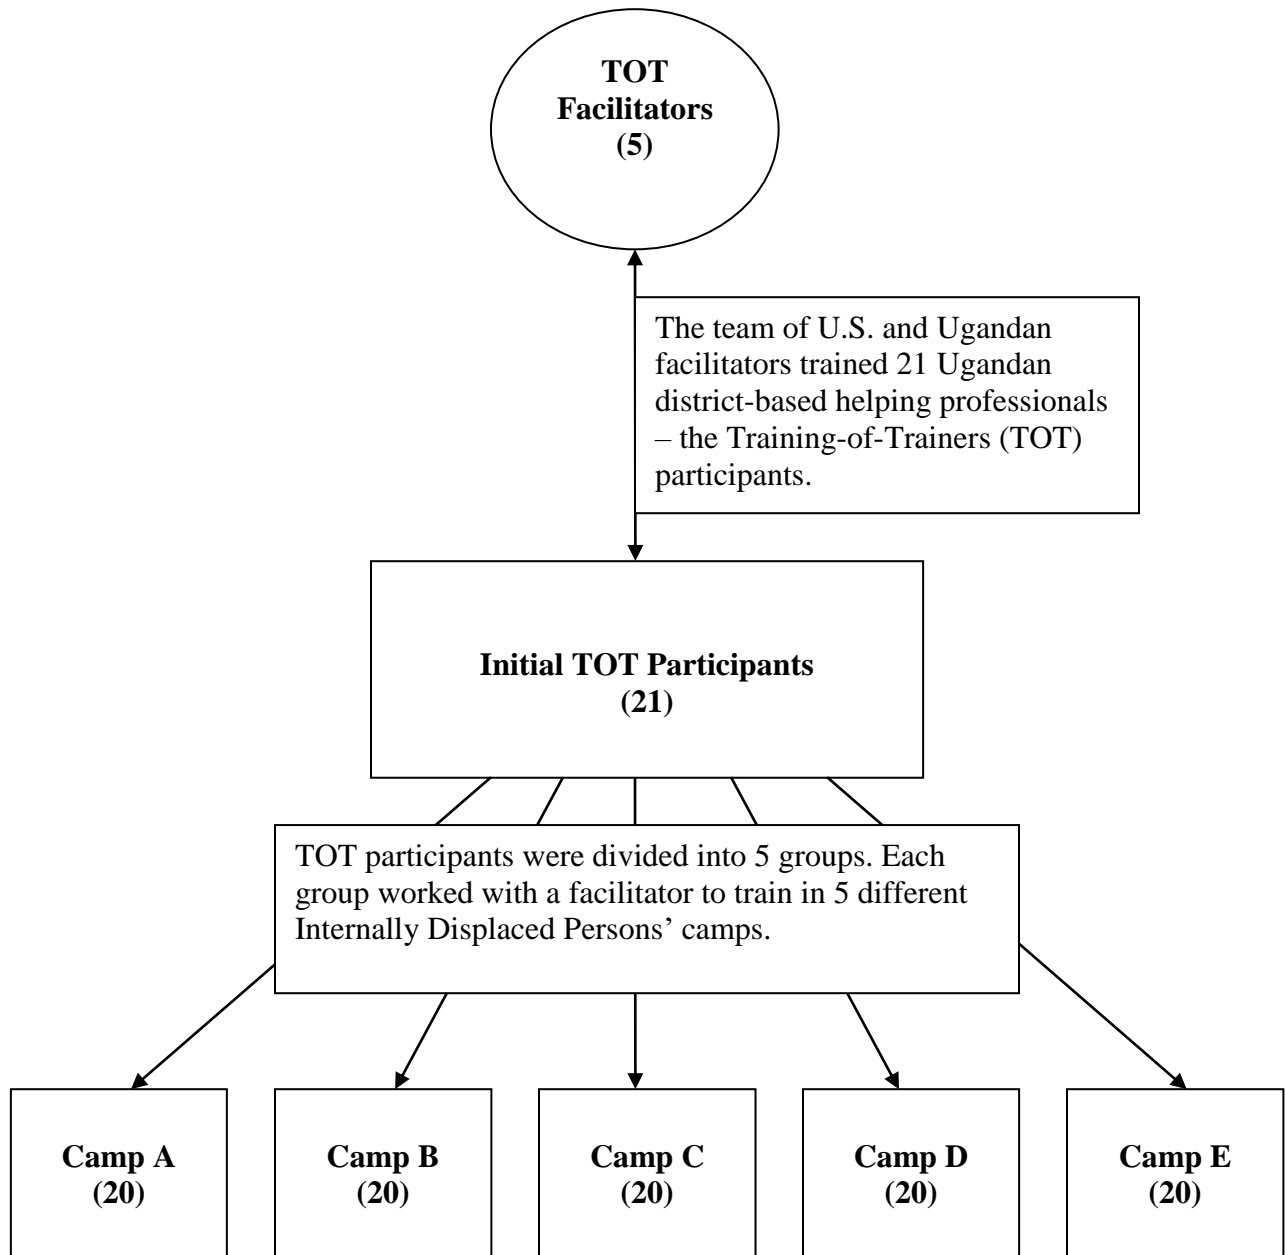 TOT
Facilitators
(5)
The team of U.S. and Ugandan
facilitators trained 21 Ugandan
district-based helping professionals
– the Training-of-Trainers (TOT)
participants.
Initial TOT Participants
(21)
TOT participants were divided into 5 groups. Each
group worked with a facilitator to train in 5 different
Internally Displaced Persons’ camps.
Camp A
(20)
Camp B
(20)
Camp C
(20)
Camp D
(20)
Camp E
(20)